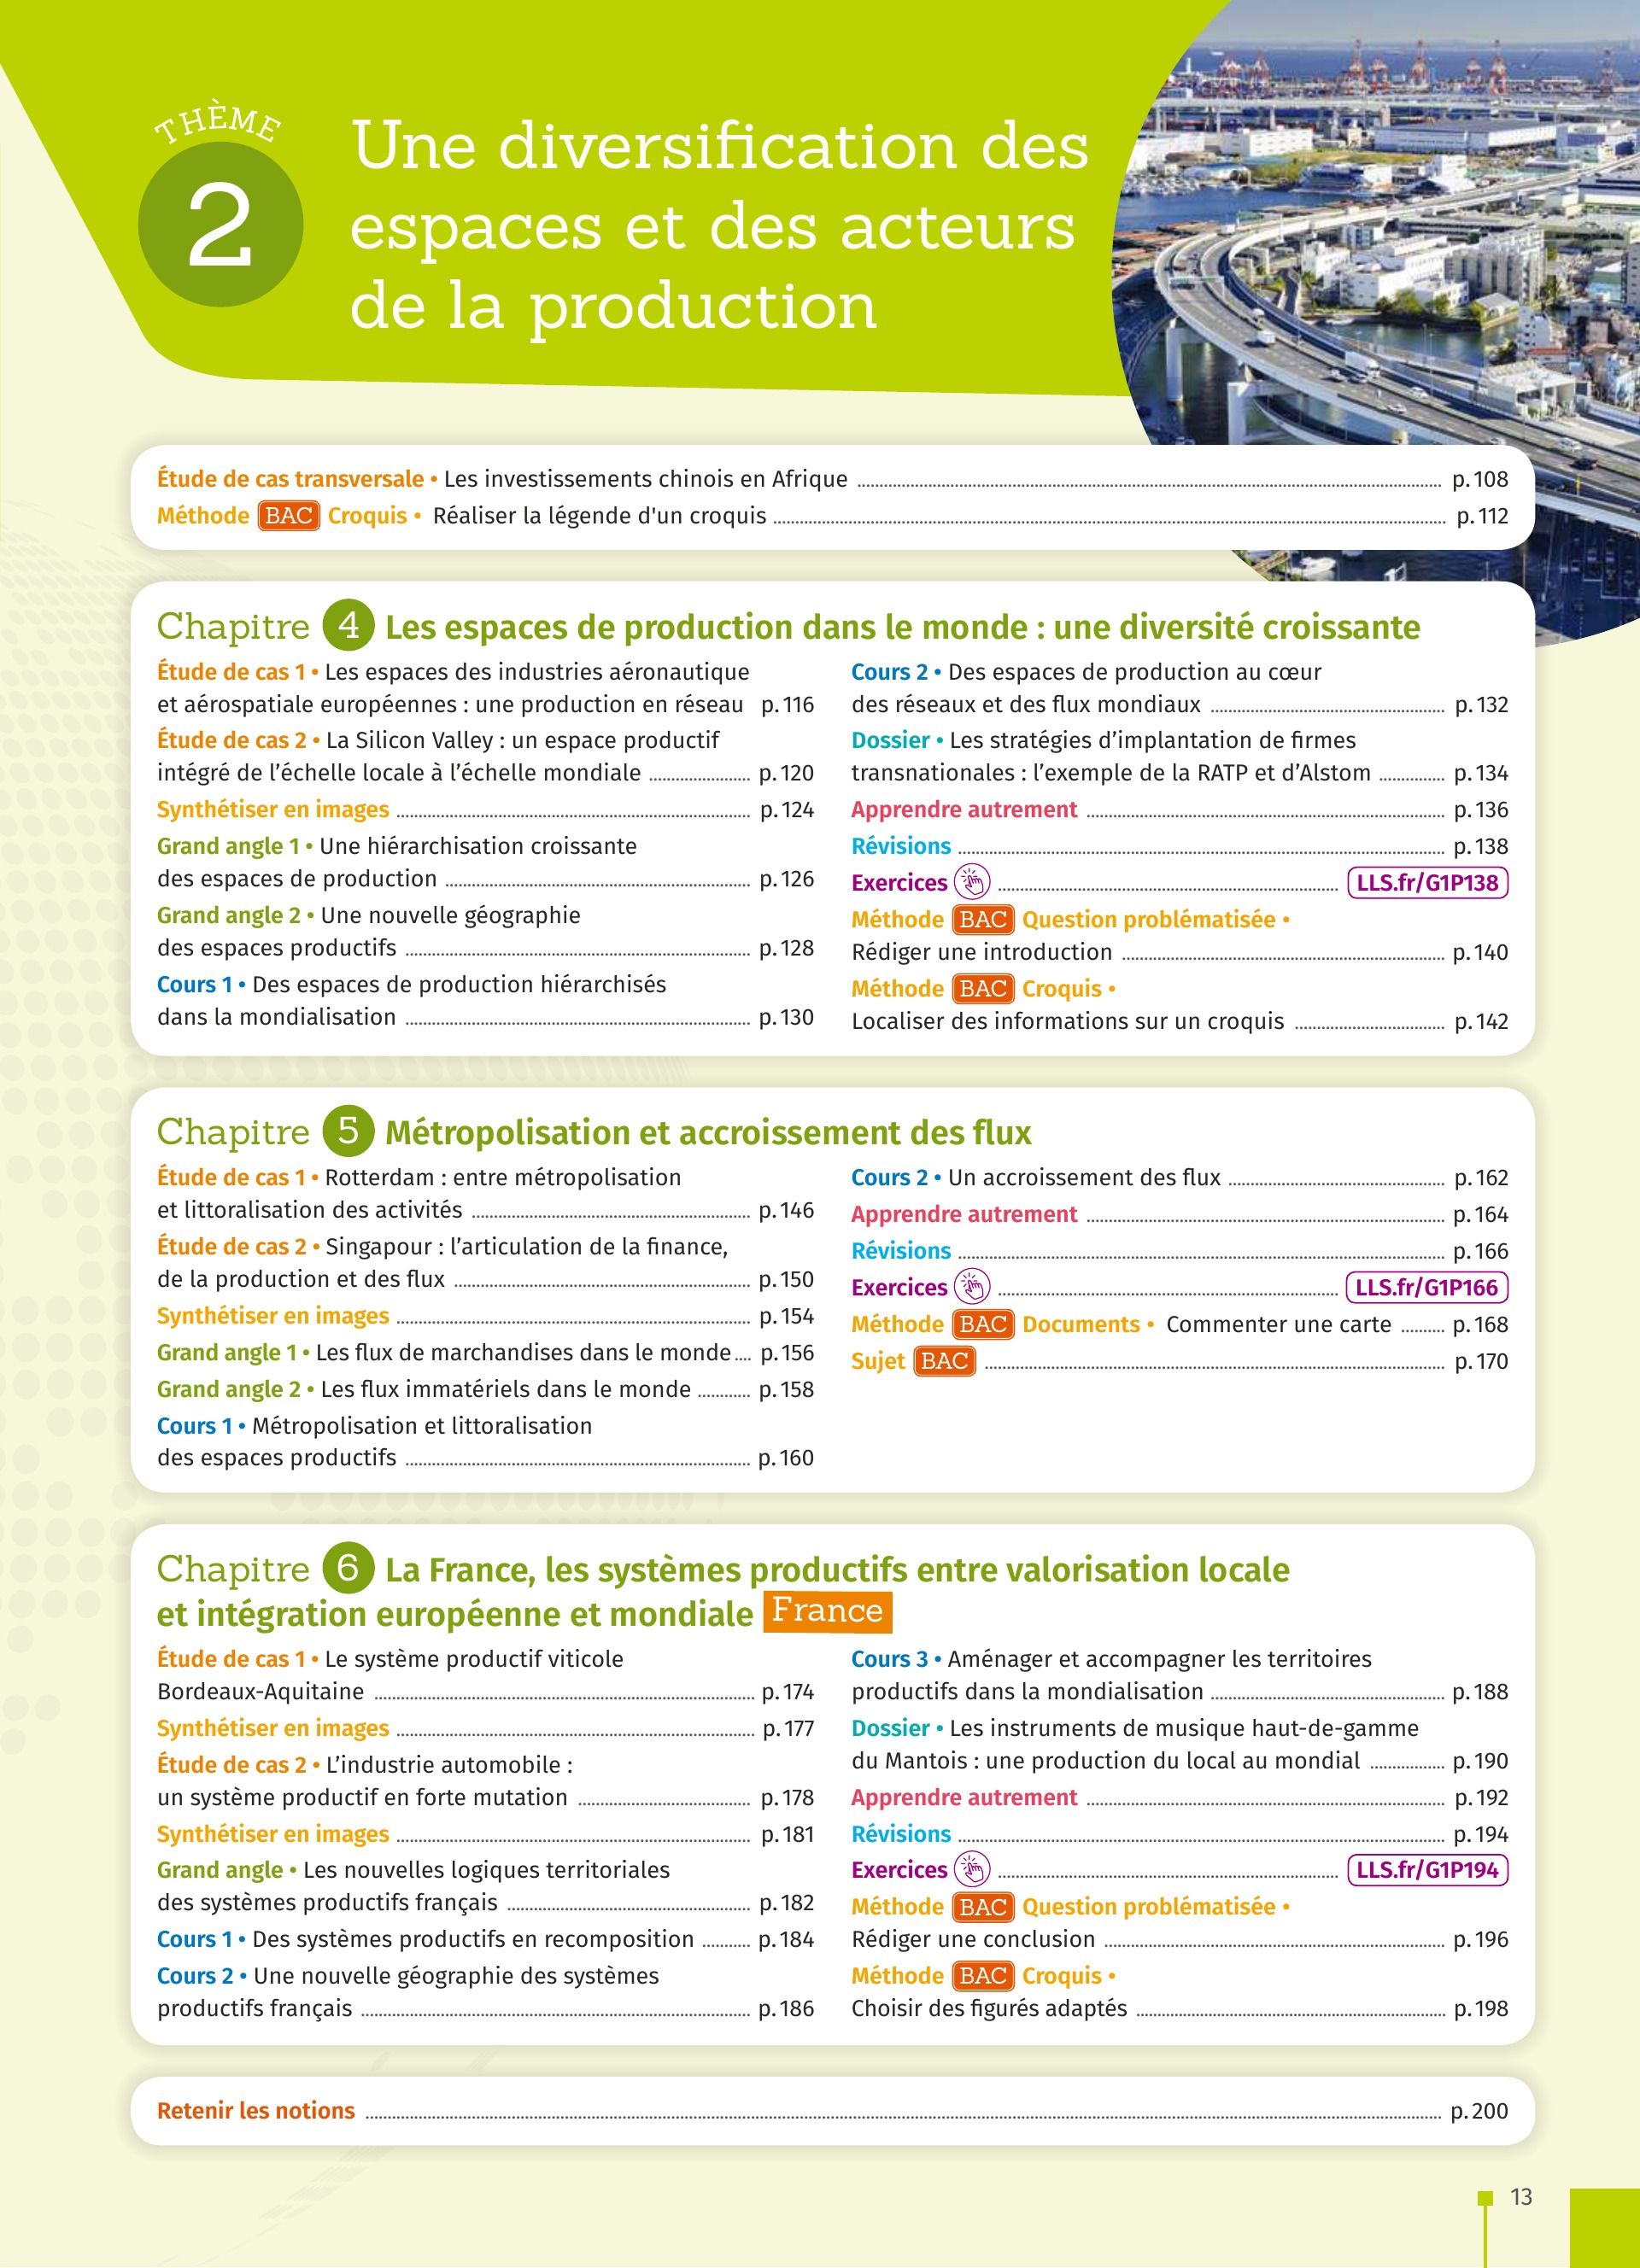 THÈME
2
Une diversification des
espaces et des acteurs
de la production
Étude de cas transversale • Les investissements chinois en Afrique p. 108
Méthode BAC Croquis • Réaliser la légende d'un croquis p. 112
Chapitre 4 Les espaces de production dans le monde : une diversité croissante
Étude de cas 1 • Les espaces des industries aéronautique
et aérospatiale européennes : une production en réseau p. 116
Étude de cas 2 • La Silicon Valley : un espace productif
intégré de l’échelle locale à l’échelle mondiale p. 120
Synthétiser en images p. 124
Grand angle 1 • Une hiérarchisation croissante
des espaces de production p. 126
Grand angle 2 • Une nouvelle géographie
des espaces productifs p. 128
Cours 1 • Des espaces de production hiérarchisés
dans la mondialisation p. 130
Cours 2 • Des espaces de production au cœur
des réseaux et des flux mondiaux p. 132
Dossier • Les stratégies d’implantation de firmes
transnationales : l’exemple de la RATP et d’Alstom p. 134
Apprendre autrement p. 136
Révisions p. 138
Exercices LLS.fr/G1P138
Méthode BAC Question problématisée •
Rédiger une introduction p. 140
Méthode BAC Croquis •
Localiser des informations sur un croquis p. 142
Chapitre 5 Métropolisation et accroissement des flux
Étude de cas 1 • Rotterdam : entre métropolisation
et littoralisation des activités p. 146
Étude de cas 2 • Singapour : l’articulation de la finance,
de la production et des flux p. 150
Synthétiser en images p. 154
Grand angle 1 • Les flux de marchandises dans le monde p. 156
Grand angle 2 • Les flux immatériels dans le monde p. 158
Cours 1 • Métropolisation et littoralisation
des espaces productifs p. 160
Cours 2 • Un accroissement des flux p. 162
Apprendre autrement p. 164
Révisions p. 166
Exercices LLS.fr/G1P166
Méthode BAC Documents • Commenter une carte p. 168
Sujet BAC p. 170
Chapitre 6 La France, les systèmes productifs entre valorisation locale
et intégration européenne et mondiale France
Étude de cas 1 • Le système productif viticole
Bordeaux-Aquitaine p. 174
Synthétiser en images p. 177
Étude de cas 2 • L’industrie automobile :
un système productif en forte mutation p. 178
Synthétiser en images p. 181
Grand angle • Les nouvelles logiques territoriales
des systèmes productifs français p. 182
Cours 1 • Des systèmes productifs en recomposition p. 184
Cours 2 • Une nouvelle géographie des systèmes
productifs français p. 186
Cours 3 • Aménager et accompagner les territoires
productifs dans la mondialisation p. 188
Dossier • Les instruments de musique haut-de-gamme
du Mantois : une production du local au mondial p. 190
Apprendre autrement p. 192
Révisions p. 194
Exercices LLS.fr/G1P194
Méthode BAC Question problématisée •
Rédiger une conclusion p. 196
Méthode BAC Croquis •
Choisir des figurés adaptés p. 198
Retenir les notions p. 200
13